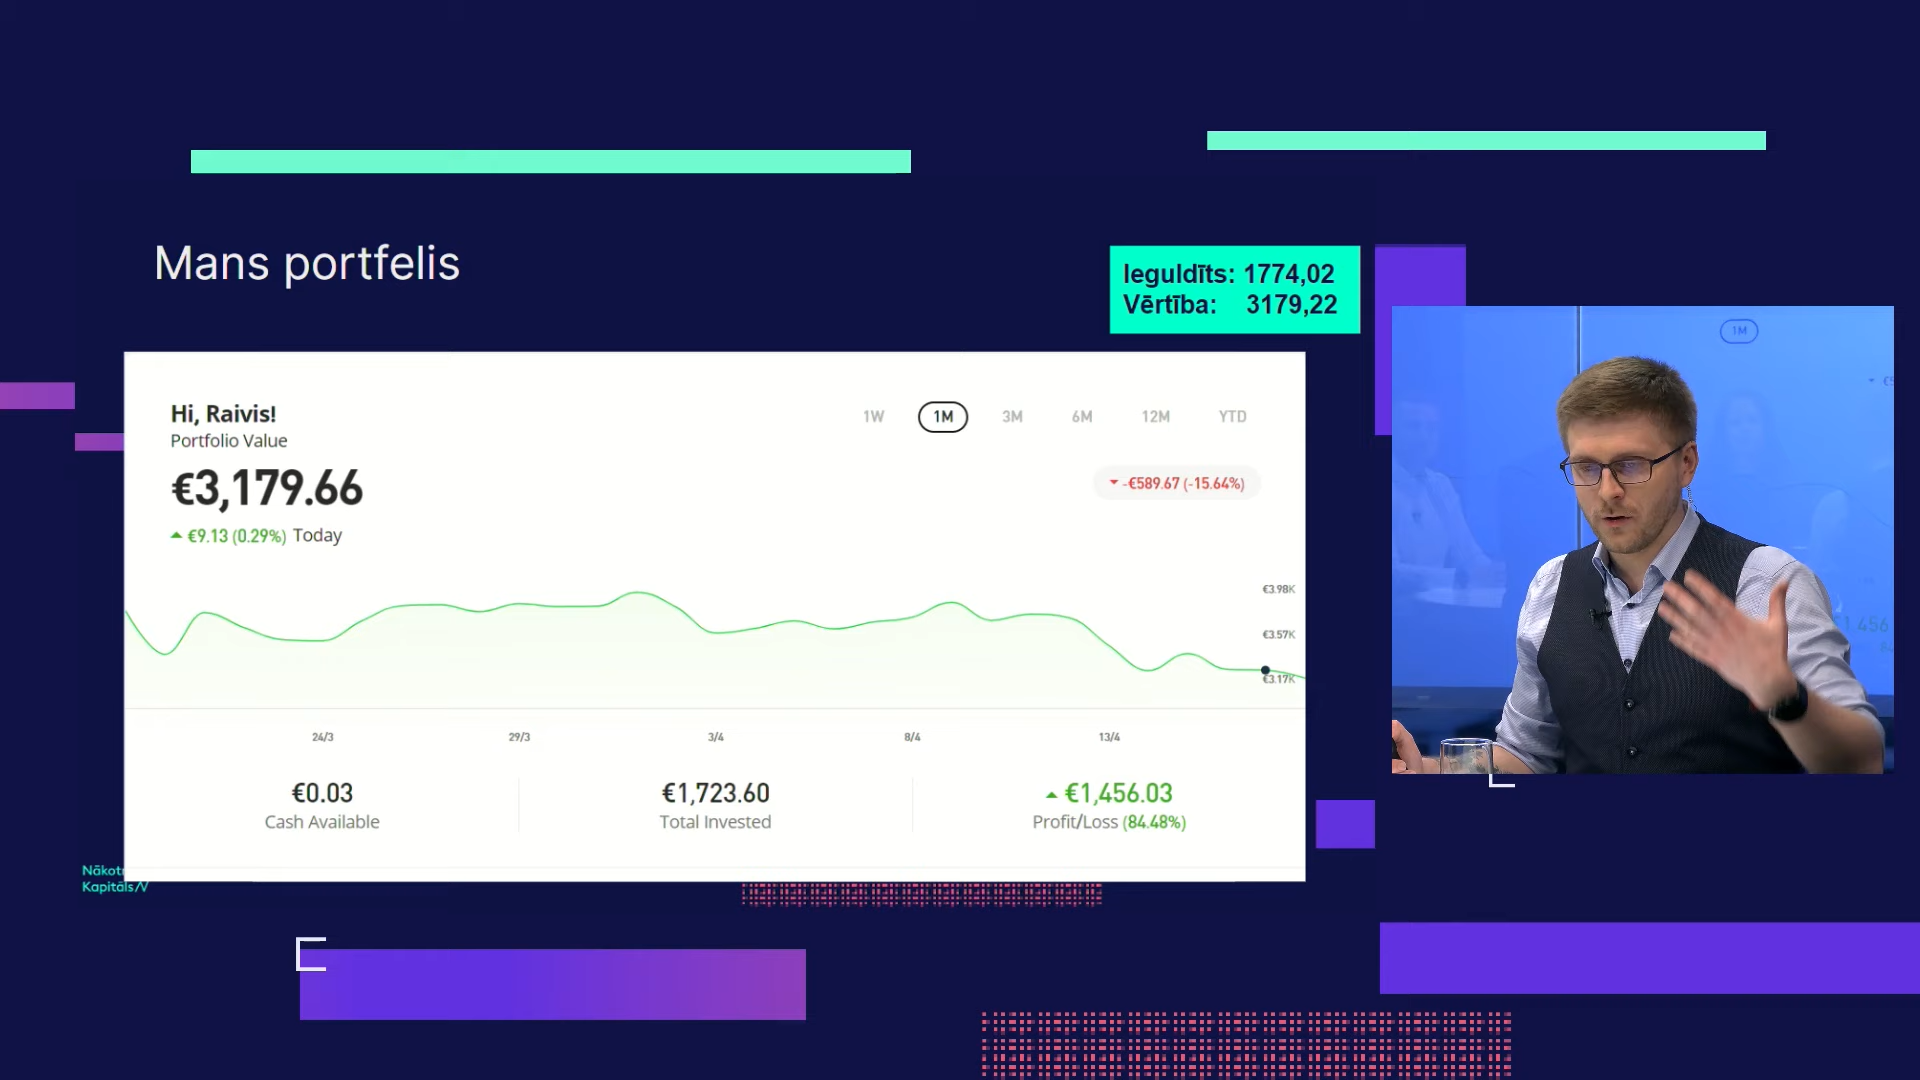 Mans portfelis
Ieguldīts: 1774,02
Vērtība: 3179,22
Hi, Raivis!
Portfolio Value
€3,179.66
€9.13 (0.29%) Today
1W 1M 3M 6M 12M YTD
-€589.67 (-15.64%)
€3.98K
€3.57K
€3.17K
24/3 29/3 3/4 8/4 13/4
€0.03
Cash Available
€1,723.60
Total Invested
€1,456.03
Profit/Loss (84.48%)
Kapitāls/V
1M
1 456